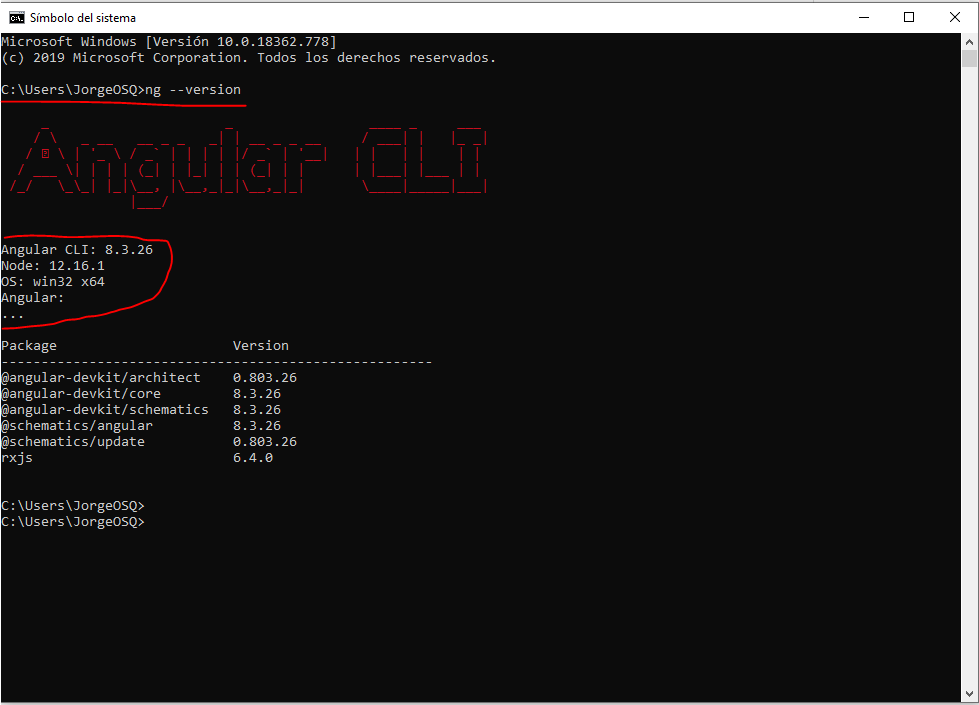 Símbolo del sistema
Microsoft Windows [Versión 10.0.18362.778]
(c) 2019 Microsoft Corporation. Todos los derechos reservados.
C:\Users\JorgeOSQ>ng --version
Angular CLI
Angular CLI: 8.3.26
Node: 12.16.1
OS: win32 x64
Angular:
...
Package Version
------------------------------------------------------
@angular-devkit/architect 0.803.26
@angular-devkit/core 8.3.26
@angular-devkit/schematics 8.3.26
@schematics/angular 8.3.26
@schematics/update 0.803.26
rxjs 6.4.0
C:\Users\JorgeOSQ>
C:\Users\JorgeOSQ>